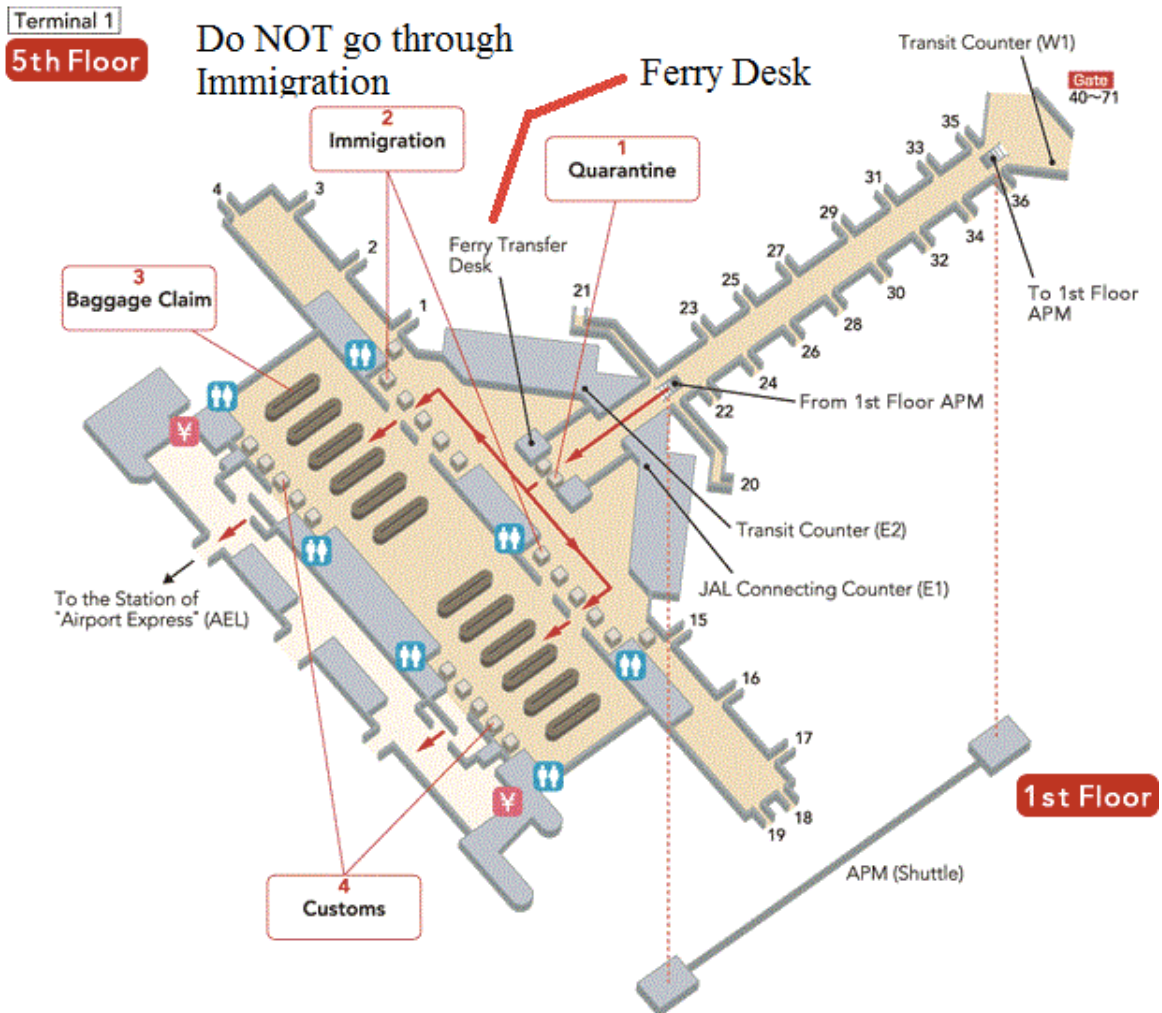 Terminal 1
5th Floor
Do NOT go through
Immigration
Ferry Desk
Transit Counter (W1)
Gate
40~71
2
Immigration
1
Quarantine
3
Baggage Claim
Ferry Transfer
Desk
4
3
2
1
21
23
25
27
29
31
33
35
36
34
32
30
28
26
24
22
20
To 1st Floor
APM
From 1st Floor APM
Transit Counter (E2)
JAL Connecting Counter (E1)
¥
To the Station of
"Airport Express" (AEL)
15
16
17
18
19
¥
4
Customs
1st Floor
APM (Shuttle)